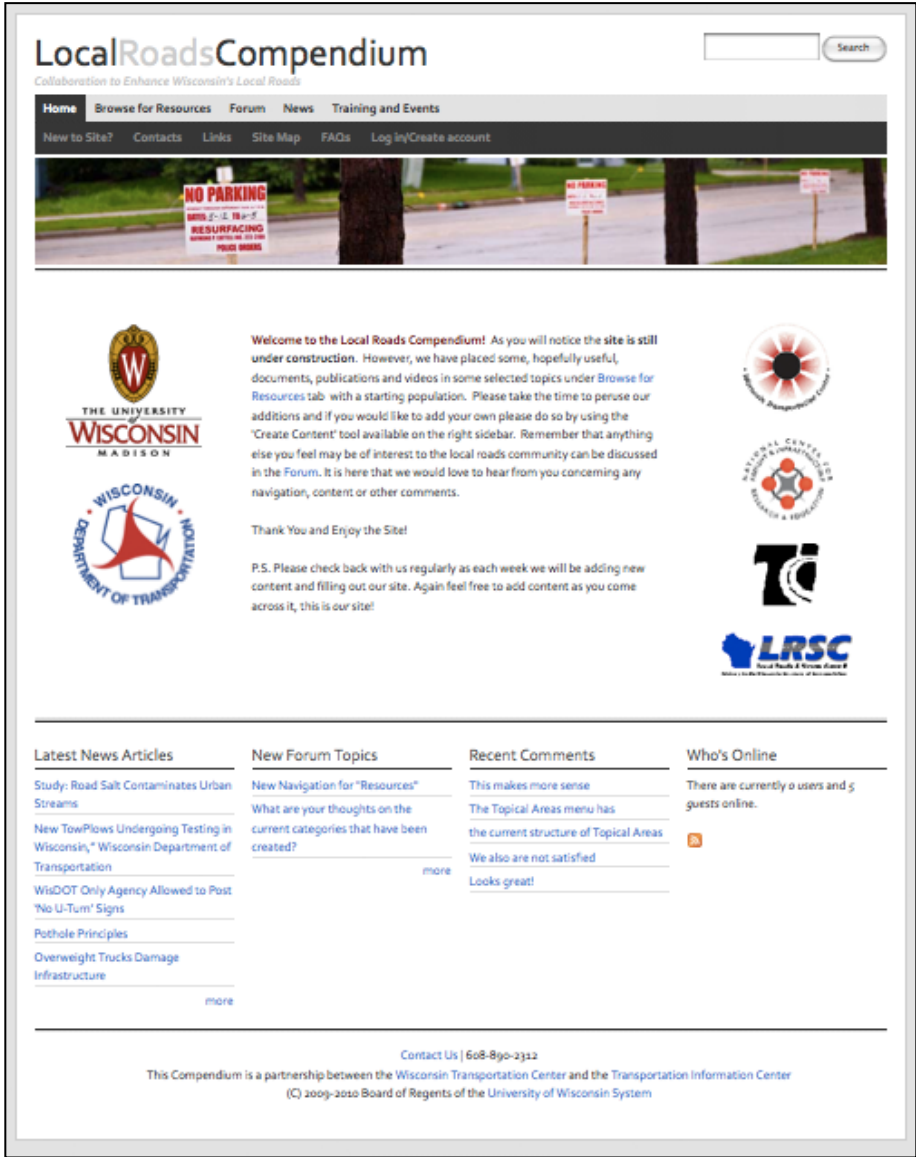 LocalRoadsCompendium
Search
Collaboration to Enhance Wisconsin's Local Roads
Home Browse for Resources Forum News Training and Events
New to Site? Contacts Links Site Map FAQs Log in/Create account
NO PARKING
RESURFACING
POLICE ORDERS
NO PARKING
THE UNIVERSITY
of
WISCONSIN
MADISON
WISCONSIN
DEPARTMENT OF TRANSPORTATION
Welcome to the Local Roads Compendium! As you will notice the site is still
under construction. However, we have placed some, hopefully useful,
documents, publications and videos in some selected topics under Browse for
Resources tab with a starting population. Please take the time to peruse our
additions and if you would like to add your own please do so by using the
'Create Content' tool available on the right sidebar. Remember that anything
else you feel may be of interest to the local roads community can be discussed
in the Forum. It is here that we would love to hear from you concerning any
navigation, content or other comments.
Thank You and Enjoy the Site!
P.S. Please check back with us regularly as each week we will be adding new
content and filling out our site. Again feel free to add content as you come
across it, this is our site!
Wisconsin Transportation Center
NATIONAL CENTER FOR
FREIGHT & INFRASTRUCTURE
RESEARCH & EDUCATION
LRSC
Latest News Articles
Study: Road Salt Contaminates Urban
Streams
New TowPlows Undergoing Testing in
Wisconsin," Wisconsin Department of
Transportation
WisDOT Only Agency Allowed to Post
'No U-Turn' Signs
Pothole Principles
Overweight Trucks Damage
Infrastructure
more
New Forum Topics
New Navigation for "Resources"
What are your thoughts on the
current categories that have been
created?
more
Recent Comments
This makes more sense
The Topical Areas menu has
the current structure of Topical Areas
We also are not satisfied
Looks great!
Who's Online
There are currently 0 users and 5
guests online.
Contact Us | 608-890-2312
This Compendium is a partnership between the Wisconsin Transportation Center and the Transportation Information Center
(C) 2009-2010 Board of Regents of the University of Wisconsin System